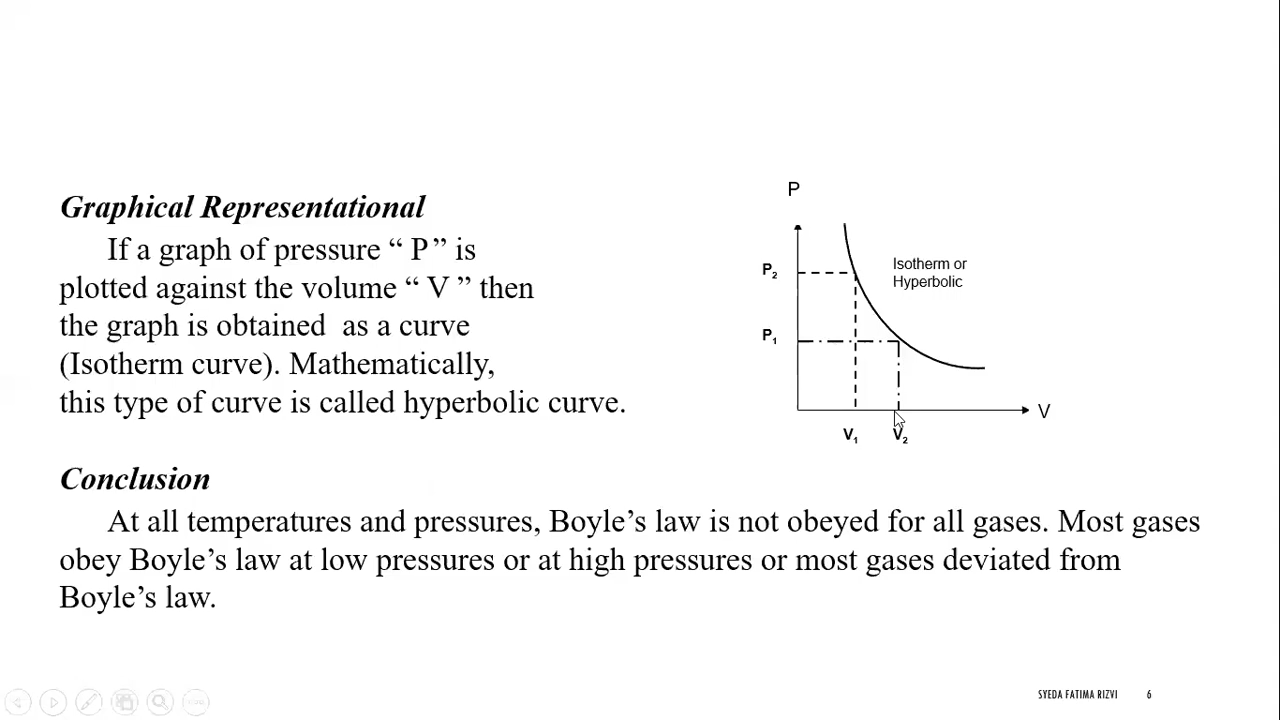 Graphical Representational
If a graph of pressure “ P ” is
plotted against the volume “ V ” then
the graph is obtained as a curve
(Isotherm curve). Mathematically,
this type of curve is called hyperbolic curve.
P
P2
Isotherm or
Hyperbolic
P1
V
V1 V2
Conclusion
At all temperatures and pressures, Boyle’s law is not obeyed for all gases. Most gases
obey Boyle’s law at low pressures or at high pressures or most gases deviated from
Boyle’s law.
SYEDA FATIMA RIZVI 6